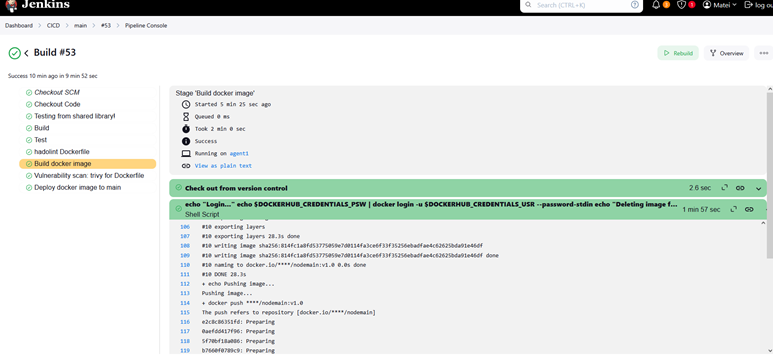 Jenkins
Search (CTRL+K)
1
1
Matei
log ou
Dashboard > CICD > main > #53 > Pipeline Console
Build #53
Rebuild
Overview
Success 10 min ago in 9 min 52 sec
Checkout SCM
Checkout Code
Testing from shared library!
Build
Test
hadolint Dockerfile
Build docker image
Vulnerability scan: trivy for Dockerfile
Deploy docker image to main
Stage 'Build docker image'
Started 5 min 25 sec ago
Queued 0 ms
Took 2 min 0 sec
Success
Running on agent1
View as plain text
Check out from version control
2.6 sec
echo "Login..." echo $DOCKERHUB_CREDENTIALS_PSW | docker login -u $DOCKERHUB_CREDENTIALS_USR --password-stdin echo "Deleting image f...
Shell Script
1 min 57 sec
106 #10 exporting layers
107 #10 exporting layers 28.3s done
108 #10 writing image sha256:814fc1a8fd53775059e7d0114fa3ce6f33f35256ebadfae4c62625bda91e46df
109 #10 writing image sha256:814fc1a8fd53775059e7d0114fa3ce6f33f35256ebadfae4c62625bda91e46df done
110 #10 naming to docker.io/****/nodemain:v1.0 0.0s done
111 #10 DONE 28.3s
112 + echo Pushing image...
113 Pushing image...
114 + docker push ****/nodemain:v1.0
115 The push refers to repository [docker.io/****/nodemain]
116 e2c8c86351fd: Preparing
117 0aefdd417f96: Preparing
118 5f70bf18a086: Preparing
119 b7660f0789c9: Preparing